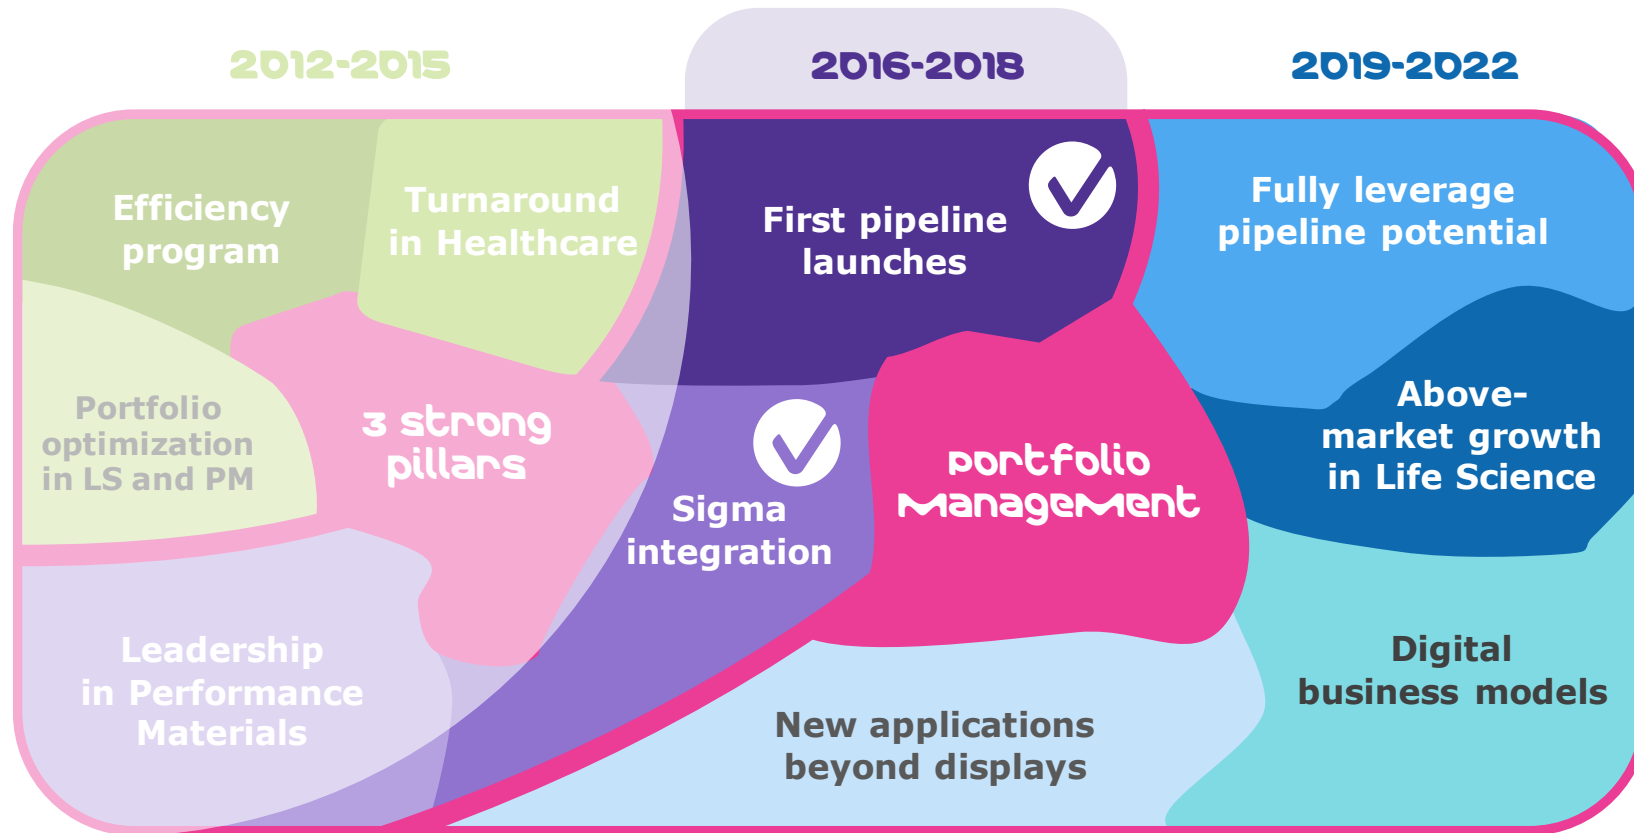 2012-2015
2016-2018
2019-2022
Efficiency
program
Turnaround
in Healthcare
First pipeline
launches
Fully leverage
pipeline potential
Portfolio
optimization
in LS and PM
3 strong
pillars
Sigma
integration
portfolio
management
Above-
market growth
in Life Science
Leadership
in Performance
Materials
New applications
beyond displays
Digital
business models